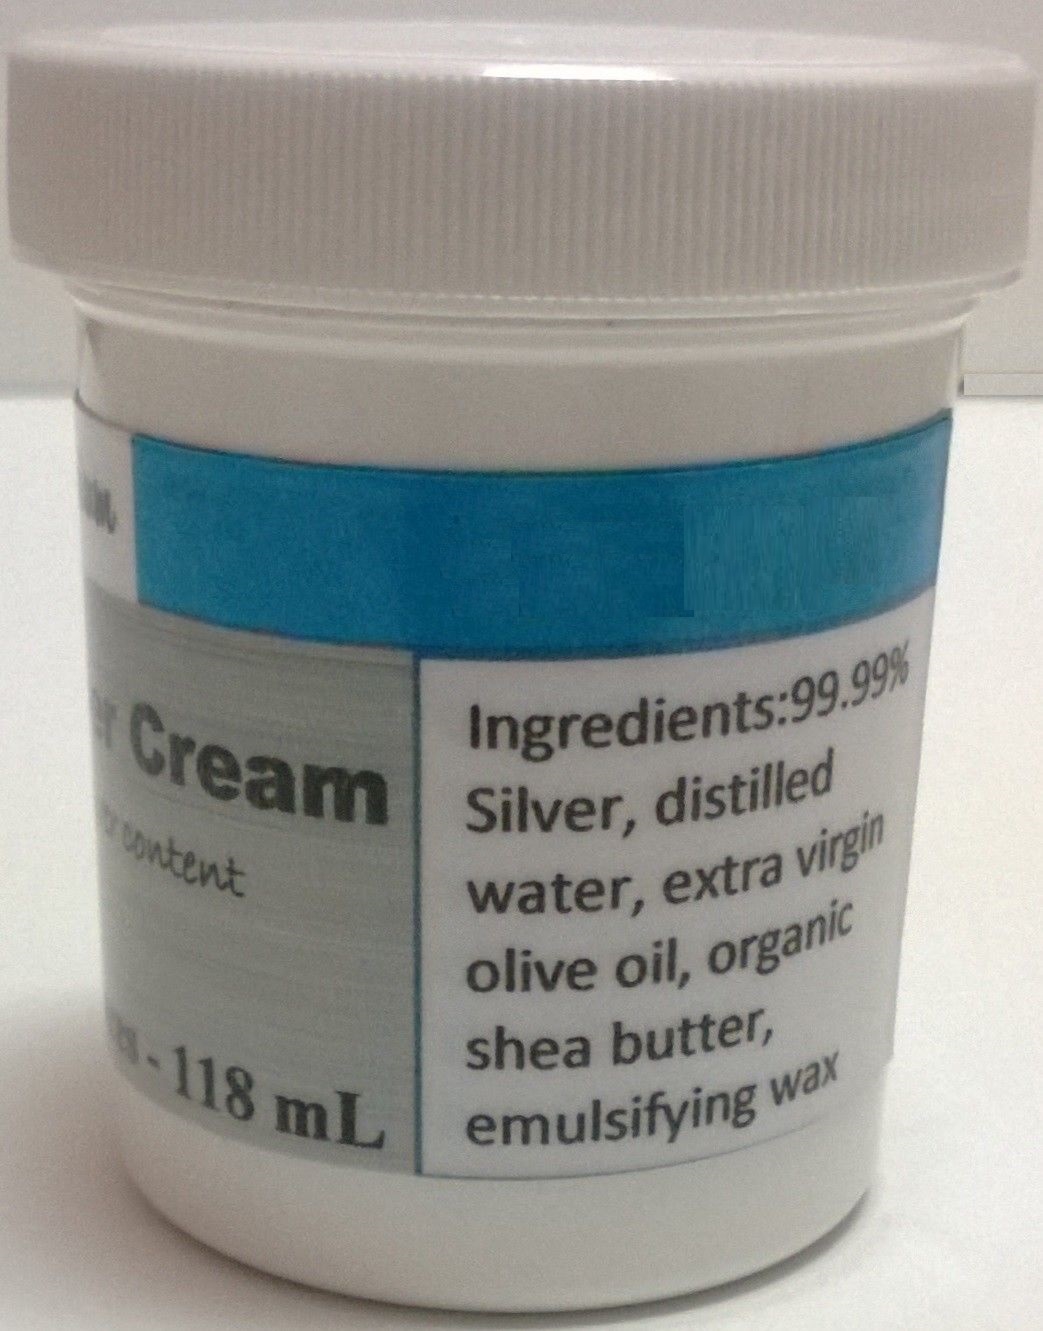 Cream
content
- 118 mL
Ingredients:99.99%
Silver, distilled
water, extra virgin
olive oil, organic
shea butter,
emulsifying wax